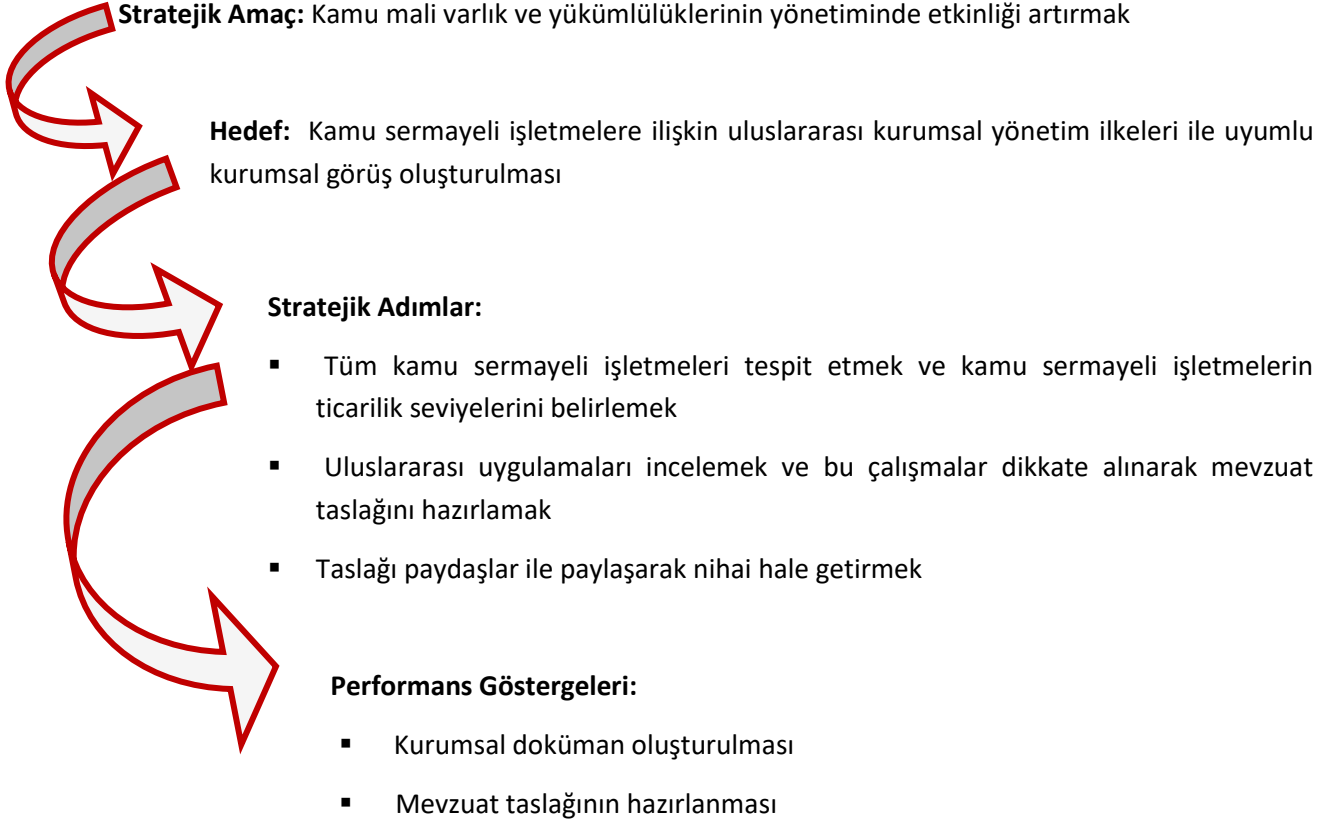 Stratejik Amaç: Kamu mali varlık ve yükümlülüklerinin yönetiminde etkinliği artırmak
Hedef: Kamu sermayeli işletmelere ilişkin uluslararası kurumsal yönetim ilkeleri ile uyumlu
kurumsal görüş oluşturulması
Stratejik Adımlar:
▪ Tüm kamu sermayeli işletmeleri tespit etmek ve kamu sermayeli işletmelerin
ticarilik seviyelerini belirlemek
▪ Uluslararası uygulamaları incelemek ve bu çalışmalar dikkate alınarak mevzuat
taslağını hazırlamak
▪ Taslağı paydaşlar ile paylaşarak nihai hale getirmek
Performans Göstergeleri:
▪ Kurumsal doküman oluşturulması
▪ Mevzuat taslağının hazırlanması